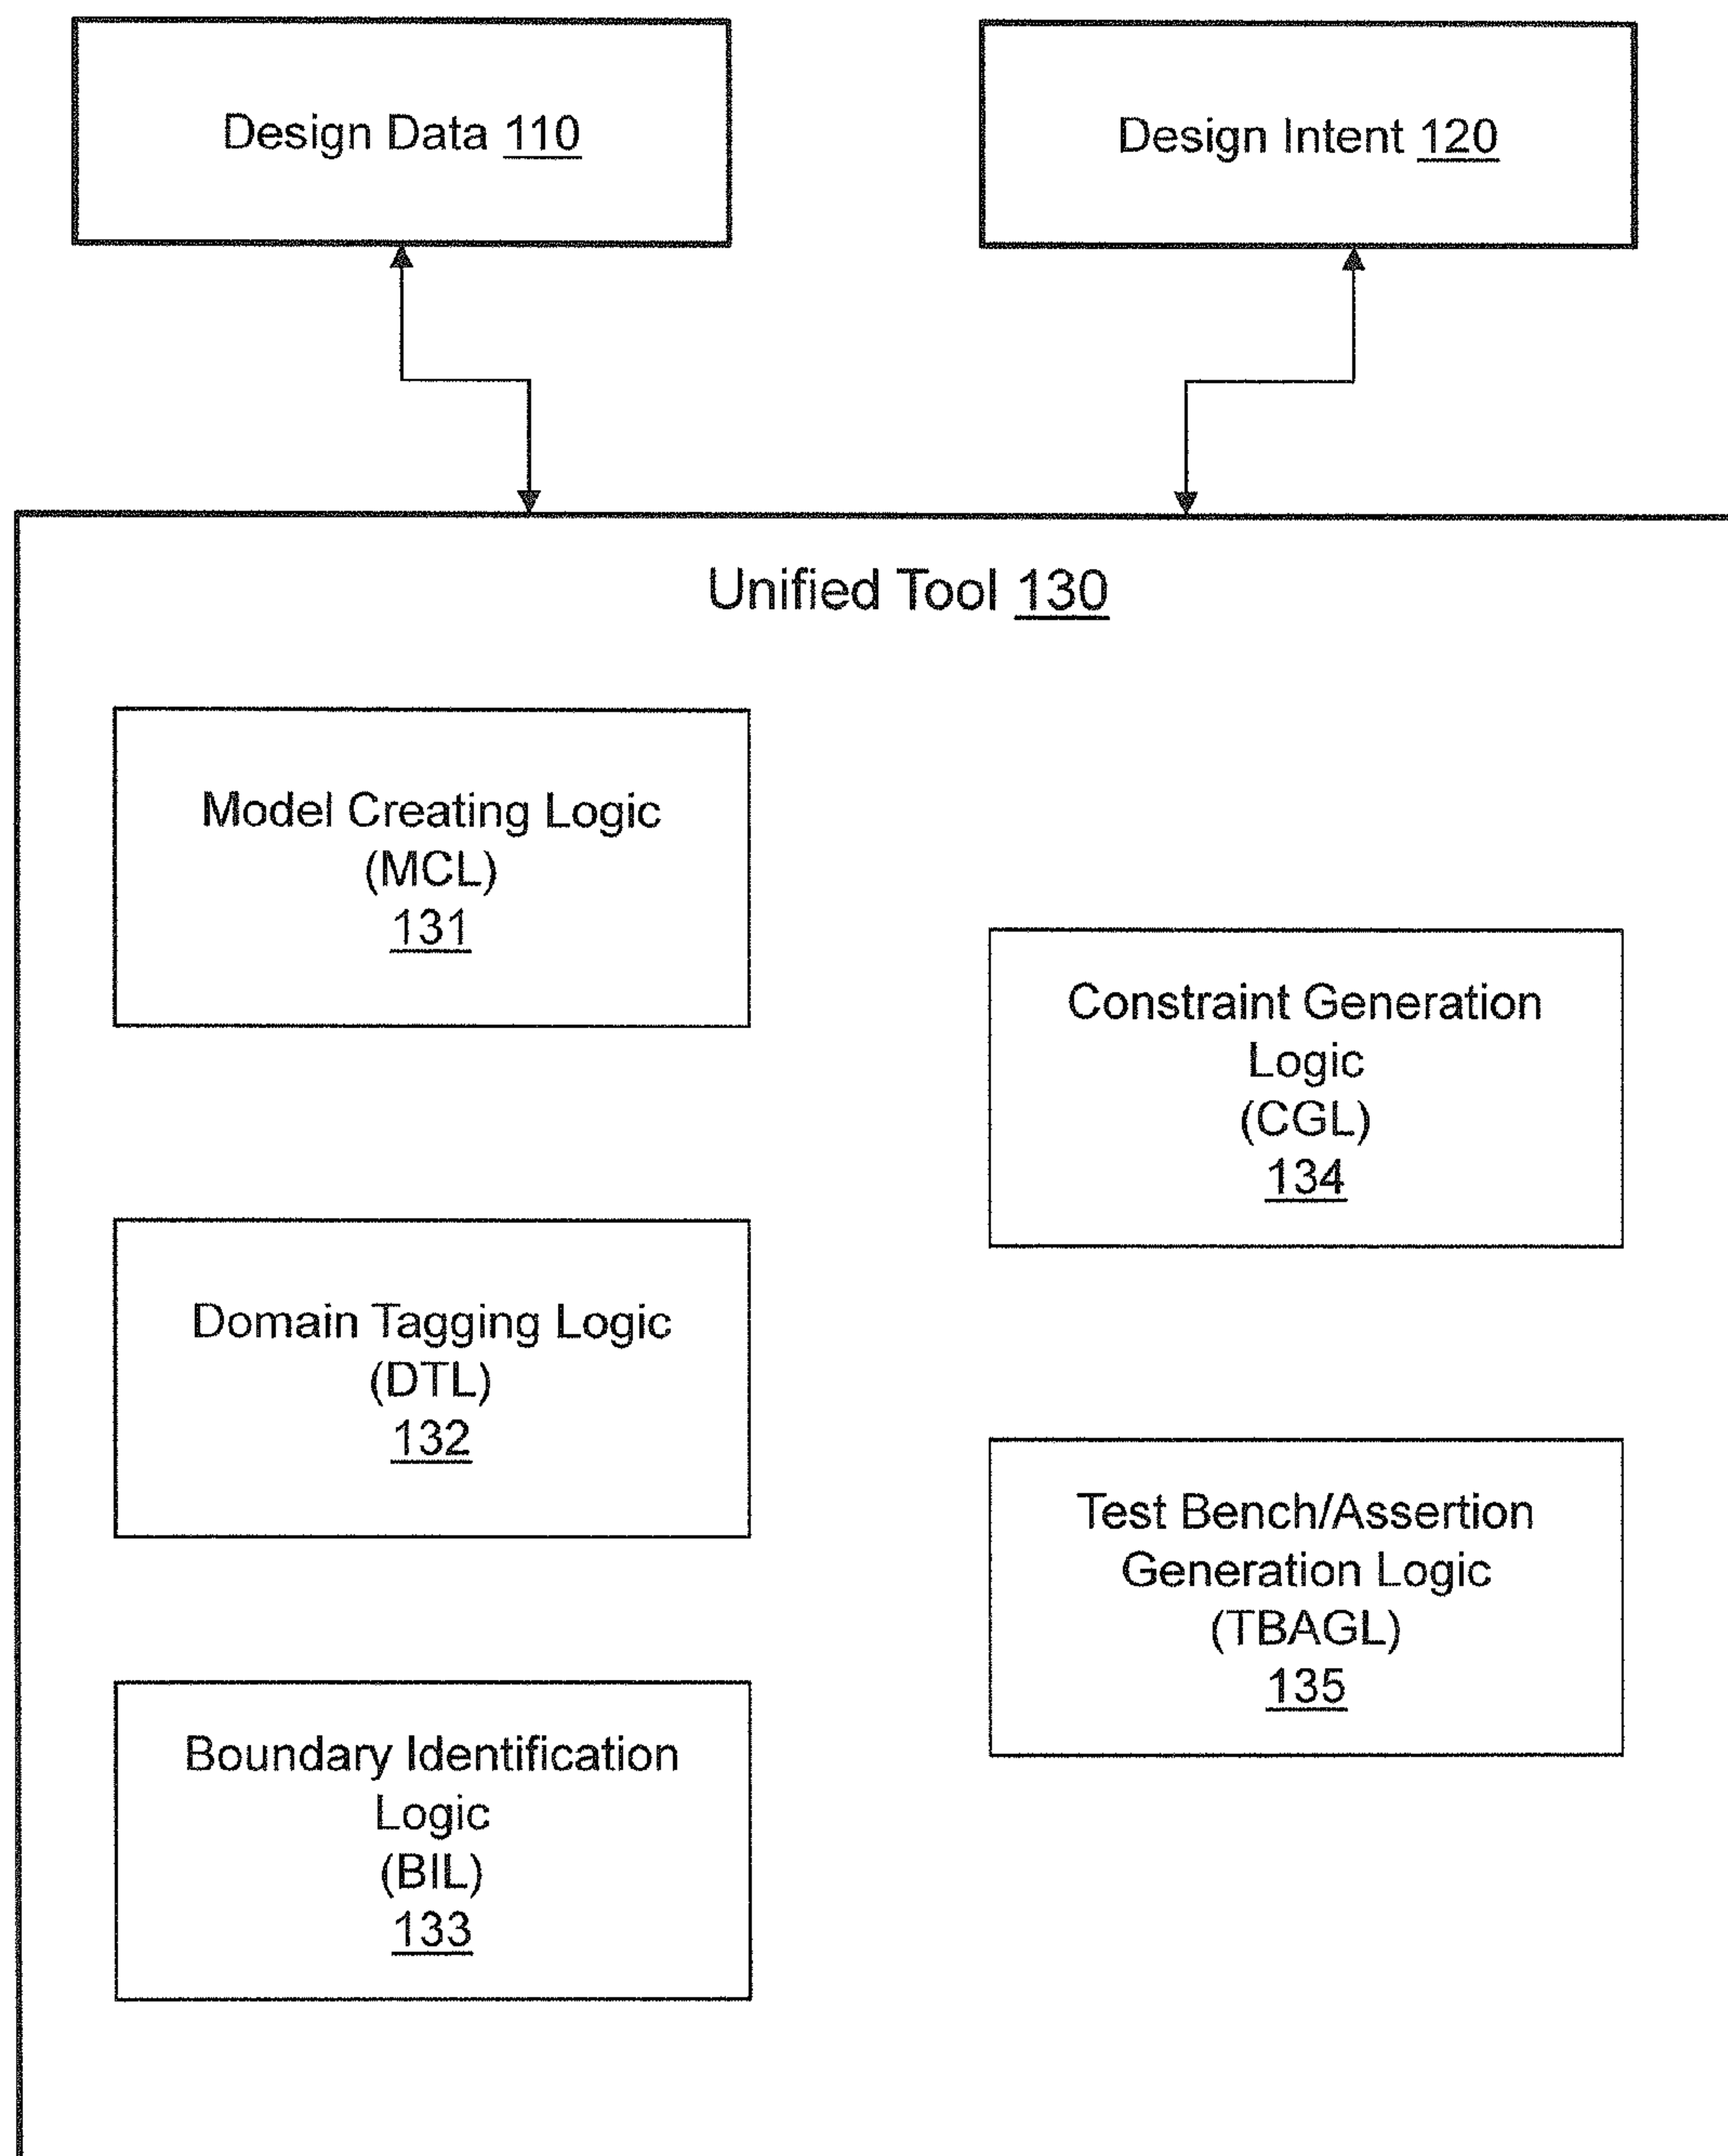 Design Data 110
Design Intent 120
Unified Tool 130
Model Creating Logic
(MCL)
131
Domain Tagging Logic
(DTL)
132
Boundary Identification
Logic
(BIL)
133
Constraint Generation
Logic
(CGL)
134
Test Bench/Assertion
Generation Logic
(TBAGL)
135